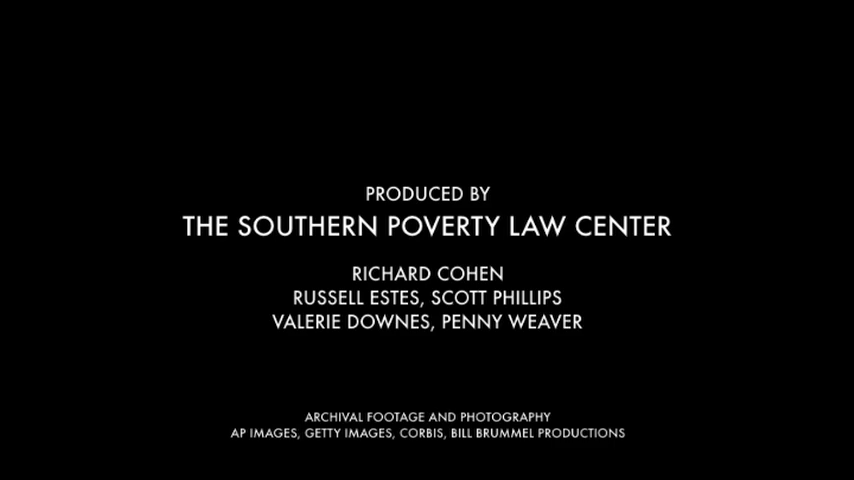 PRODUCED BY
THE SOUTHERN POVERTY LAW CENTER
RICHARD COHEN
RUSSELL ESTES, SCOTT PHILLIPS
VALERIE DOWNES, PENNY WEAVER
ARCHIVAL FOOTAGE AND PHOTOGRAPHY
AP IMAGES, GETTY IMAGES, CORBIS, BILL BRUMMEL PRODUCTIONS